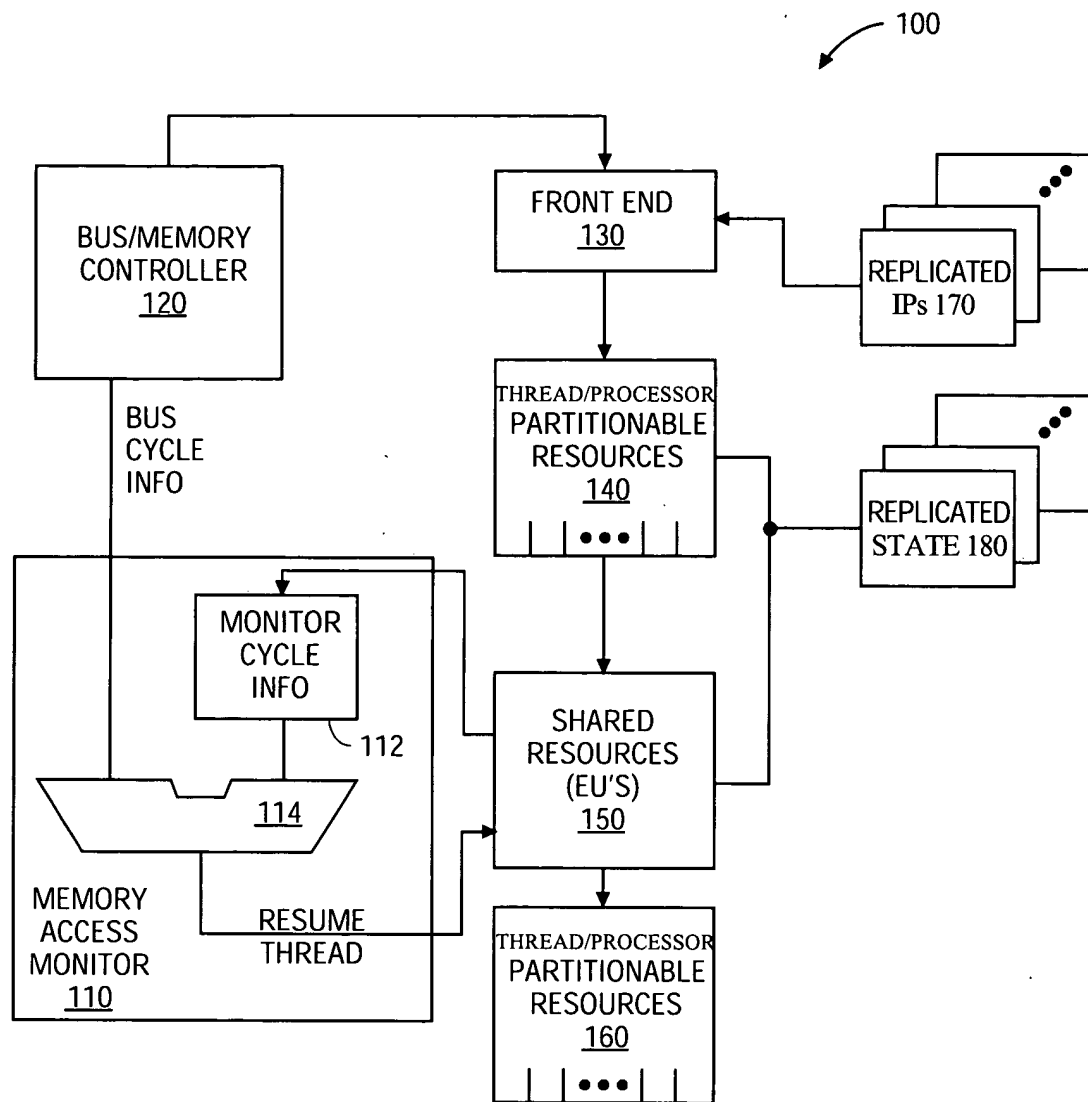 100
BUS/MEMORY
CONTROLLER
120
FRONT END
130
REPLICATED
IPs 170
BUS
CYCLE
INFO
THREAD/PROCESSOR
PARTITIONABLE
RESOURCES
140
REPLICATED
STATE 180
MONITOR
CYCLE
INFO
112
114
SHARED
RESOURCES
(EU'S)
150
MEMORY
ACCESS
MONITOR
110
RESUME
THREAD
THREAD/PROCESSOR
PARTITIONABLE
RESOURCES
160